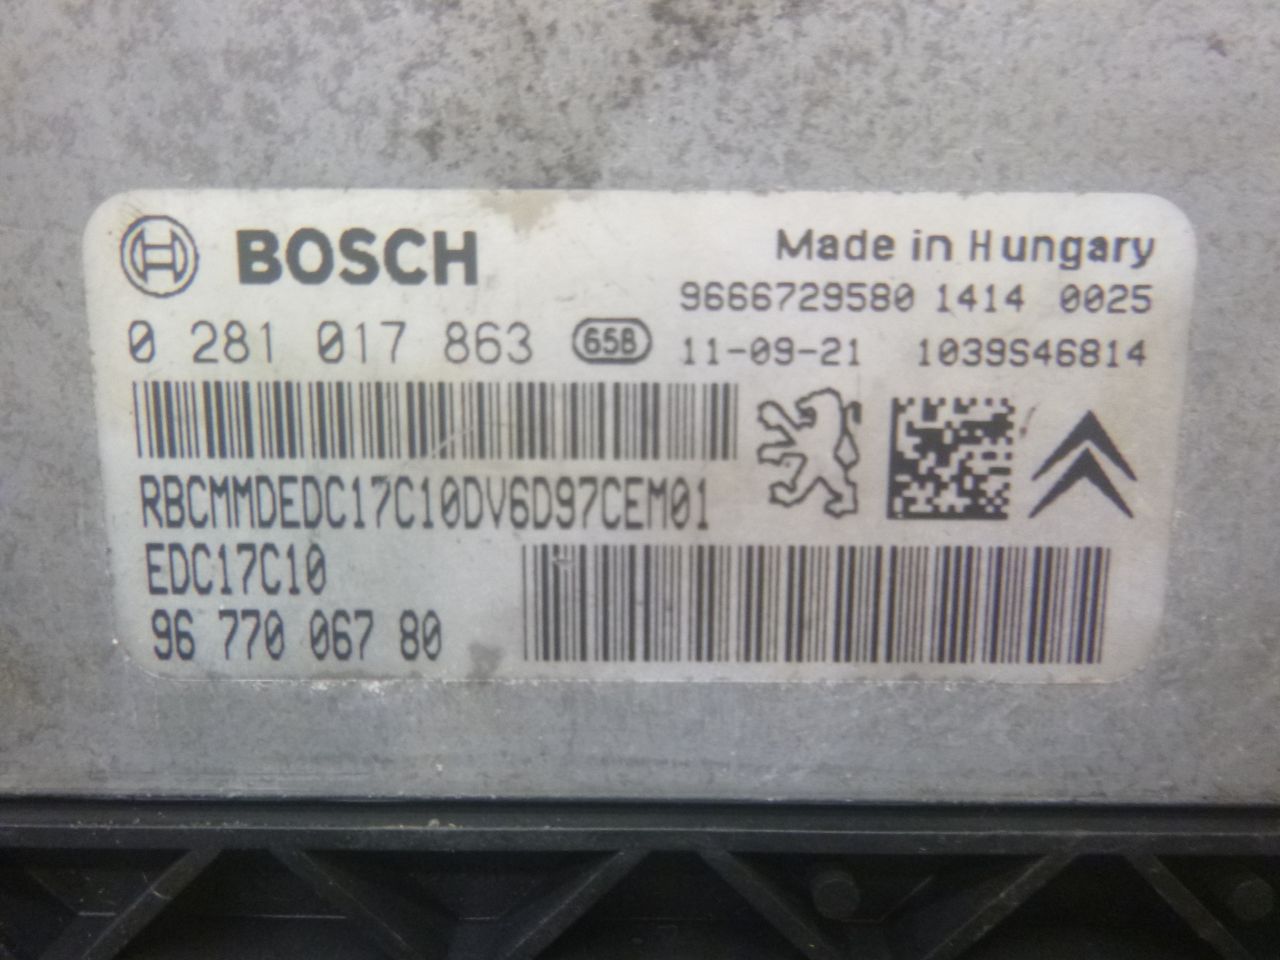 BOSCH
Made in Hungary
9666729580 1414 0025
0 281 017 863 65B 11-09-21 1039S46814
RBCMMDEDC17C10DV6D97CEM01
EDC17C10
96 770 067 80